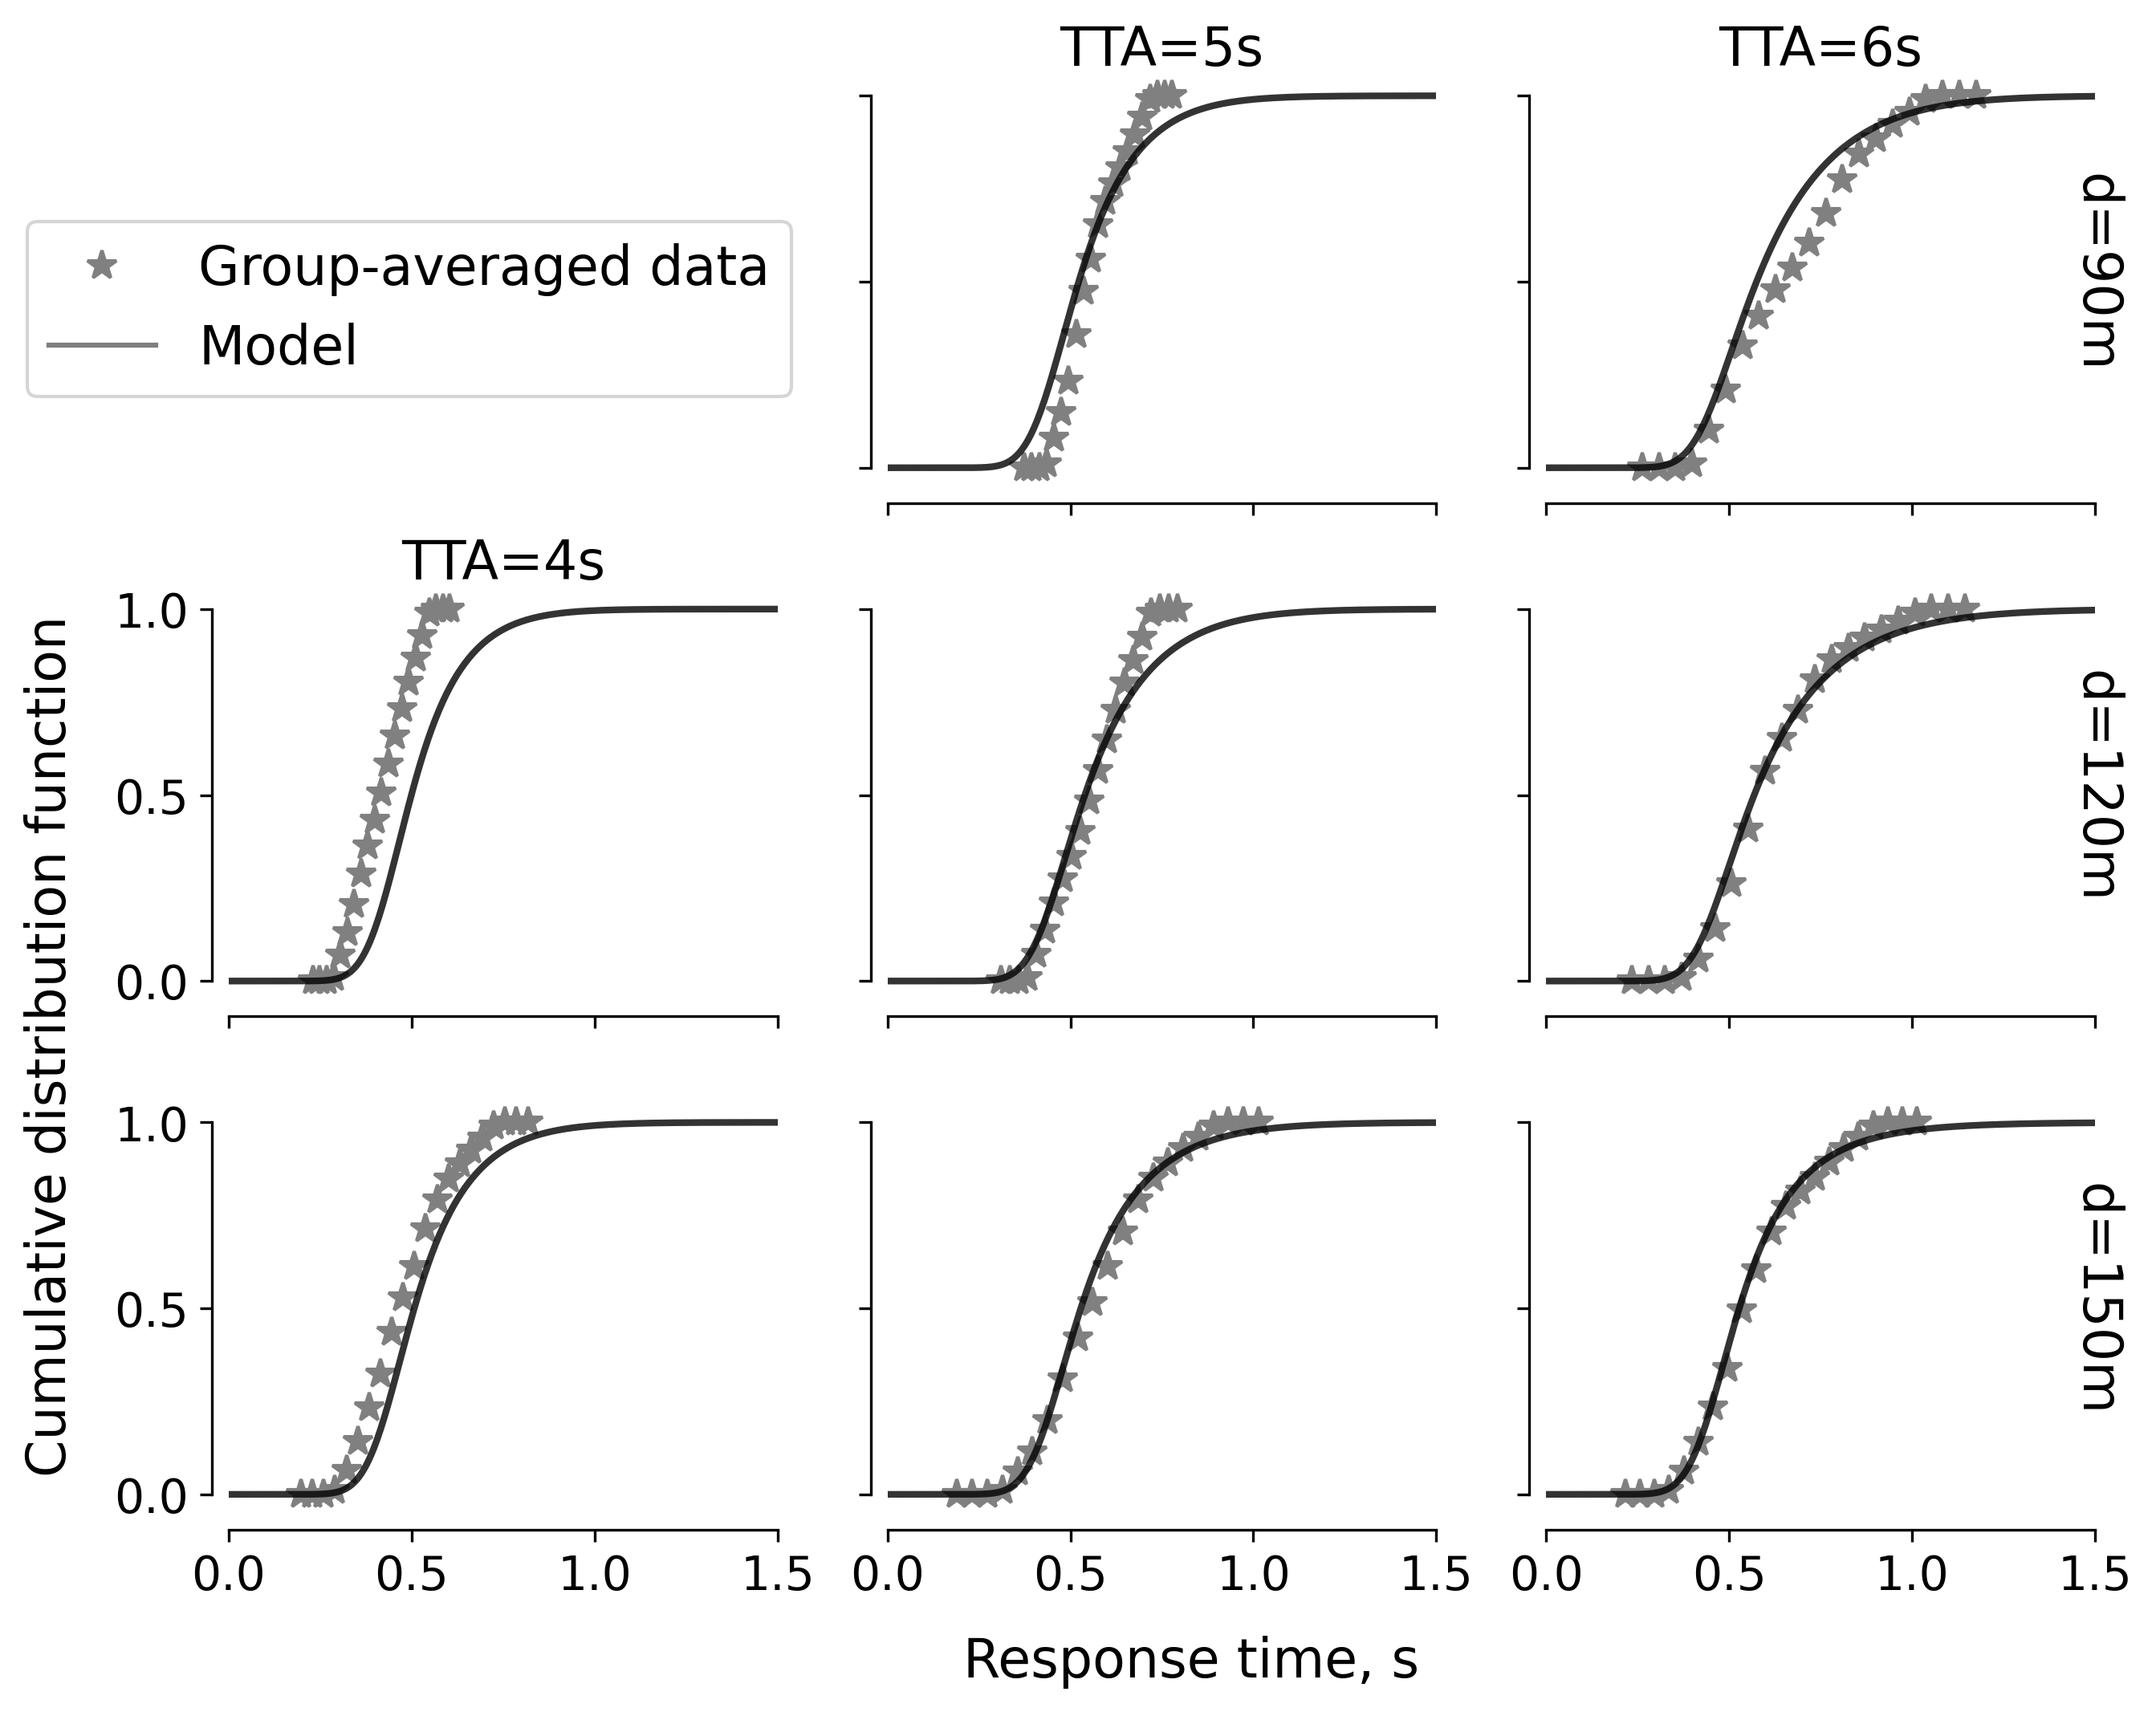 TTA=5s
TTA=6s
d=90m
Group-averaged data
Model
TTA=4s
1.0
0.5
0.0
d=120m
Cumulative distribution function
1.0
0.5
0.0
d=150m
0.0 0.5 1.0 1.5
0.0 0.5 1.0 1.5
0.0 0.5 1.0 1.5
Response time, s